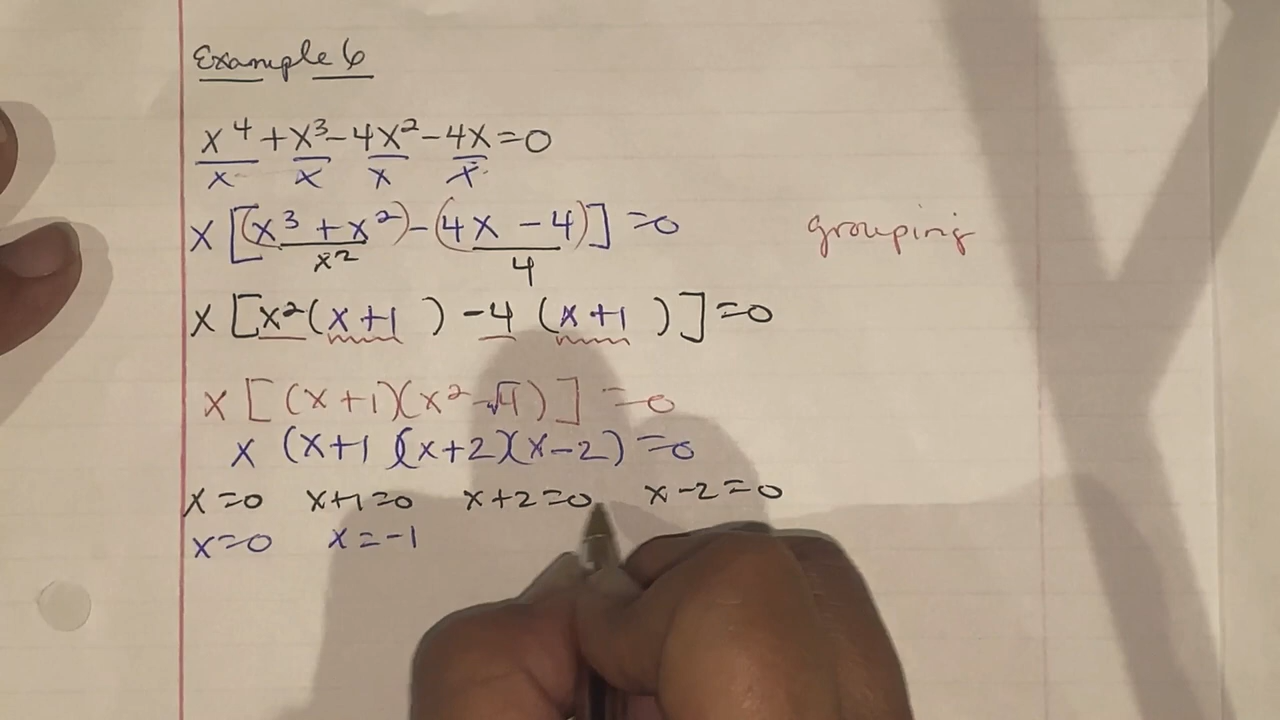 Example 6
x⁴ + x³ - 4x² - 4x = 0
x x x x
x [(x³ + x²) - (4x - 4)] = 0 grouping
x² 4
x [x²(x+1) - 4 (x+1)] = 0
x [(x+1)(x² - √4)] = 0
x (x+1)(x+2)(x-2) = 0
x=0 x+1=0 x+2=0 x-2=0
x=0 x=-1